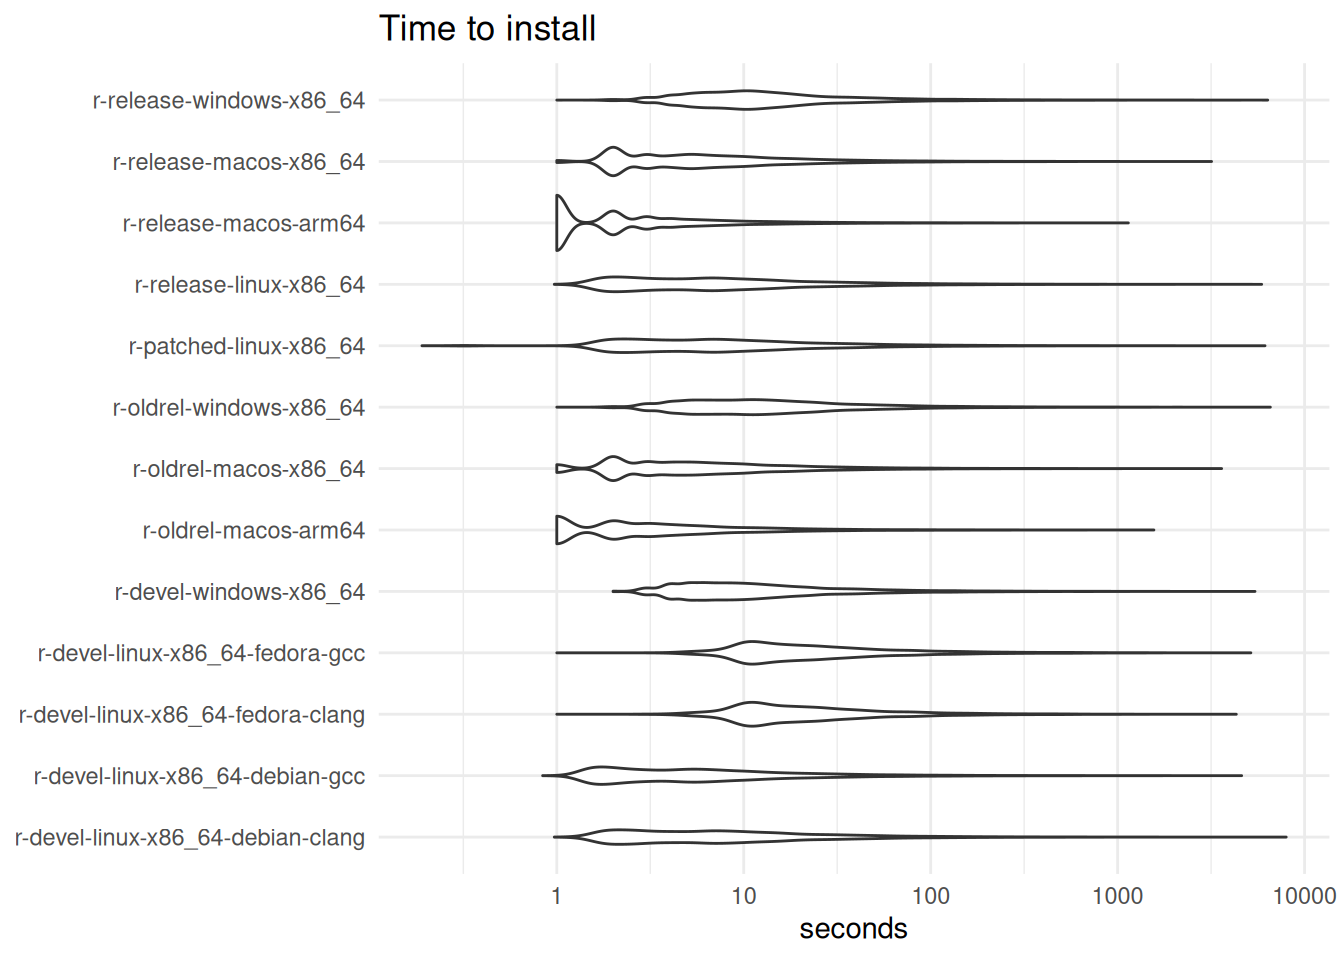 Time to install
r-release-windows-x86_64
r-release-macos-x86_64
r-release-macos-arm64
r-release-linux-x86_64
r-patched-linux-x86_64
r-oldrel-windows-x86_64
r-oldrel-macos-x86_64
r-oldrel-macos-arm64
r-devel-windows-x86_64
r-devel-linux-x86_64-fedora-gcc
r-devel-linux-x86_64-fedora-clang
r-devel-linux-x86_64-debian-gcc
r-devel-linux-x86_64-debian-clang
1 10 100 1000 10000
seconds